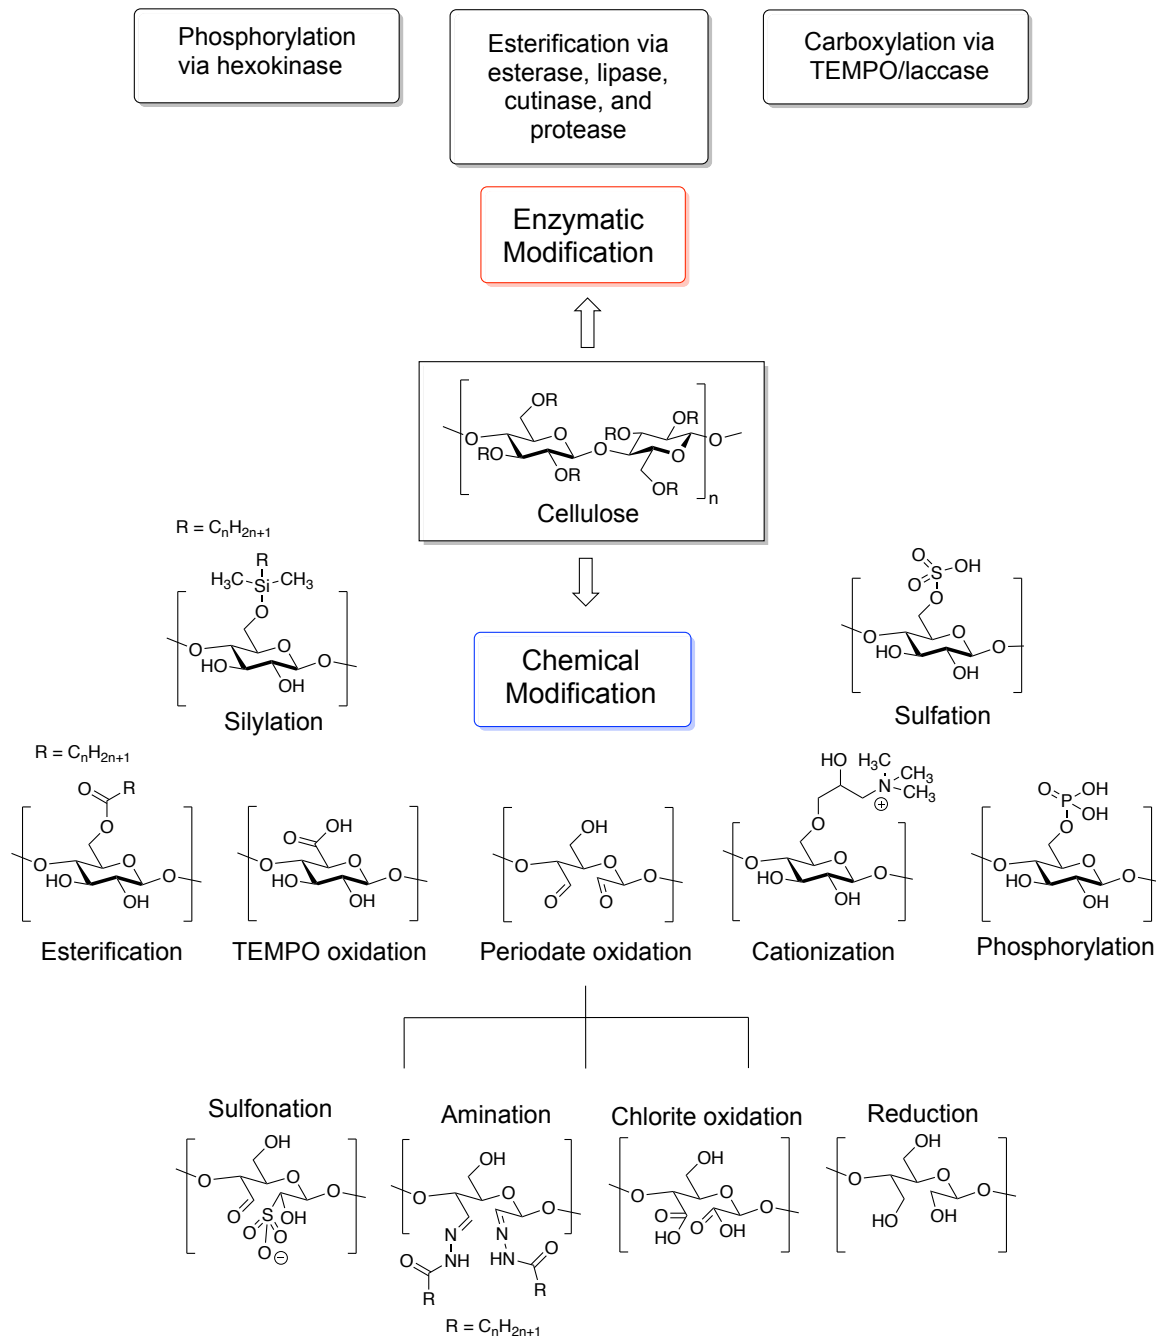 Phosphorylation
via hexokinase
Esterification via
esterase, lipase,
cutinase, and
protease
Carboxylation via
TEMPO/laccase
Enzymatic
Modification
OR
O
O
RO
OR
O
OR
RO
O
O
OR
n
Cellulose
R = CₙH₂ₙ₊₁
R
H₃C
Si
CH₃
O
O
O
HO
OH
O
Silylation
Chemical
Modification
O
O
S
OH
O
O
O
HO
OH
O
Sulfation
R = CₙH₂ₙ₊₁
O
R
O
O
O
HO
OH
O
Esterification
O
OH
O
O
HO
OH
O
TEMPO oxidation
OH
O
O
O
O
O
Periodate oxidation
HO
H₃C
CH₃
N
CH₃
⊕
O
O
O
HO
OH
O
Cationization
O
P
OH
OH
O
O
O
HO
OH
O
Phosphorylation
Sulfonation
OH
O
O
O
O
OH
S
O
O
O
⊖
Amination
OH
O
O
O
N
N
NH
HN
O
O
R
R
R = CₙH₂ₙ₊₁
Chlorite oxidation
OH
O
O
O
O
O
HO
OH
Reduction
OH
O
O
O
HO
OH